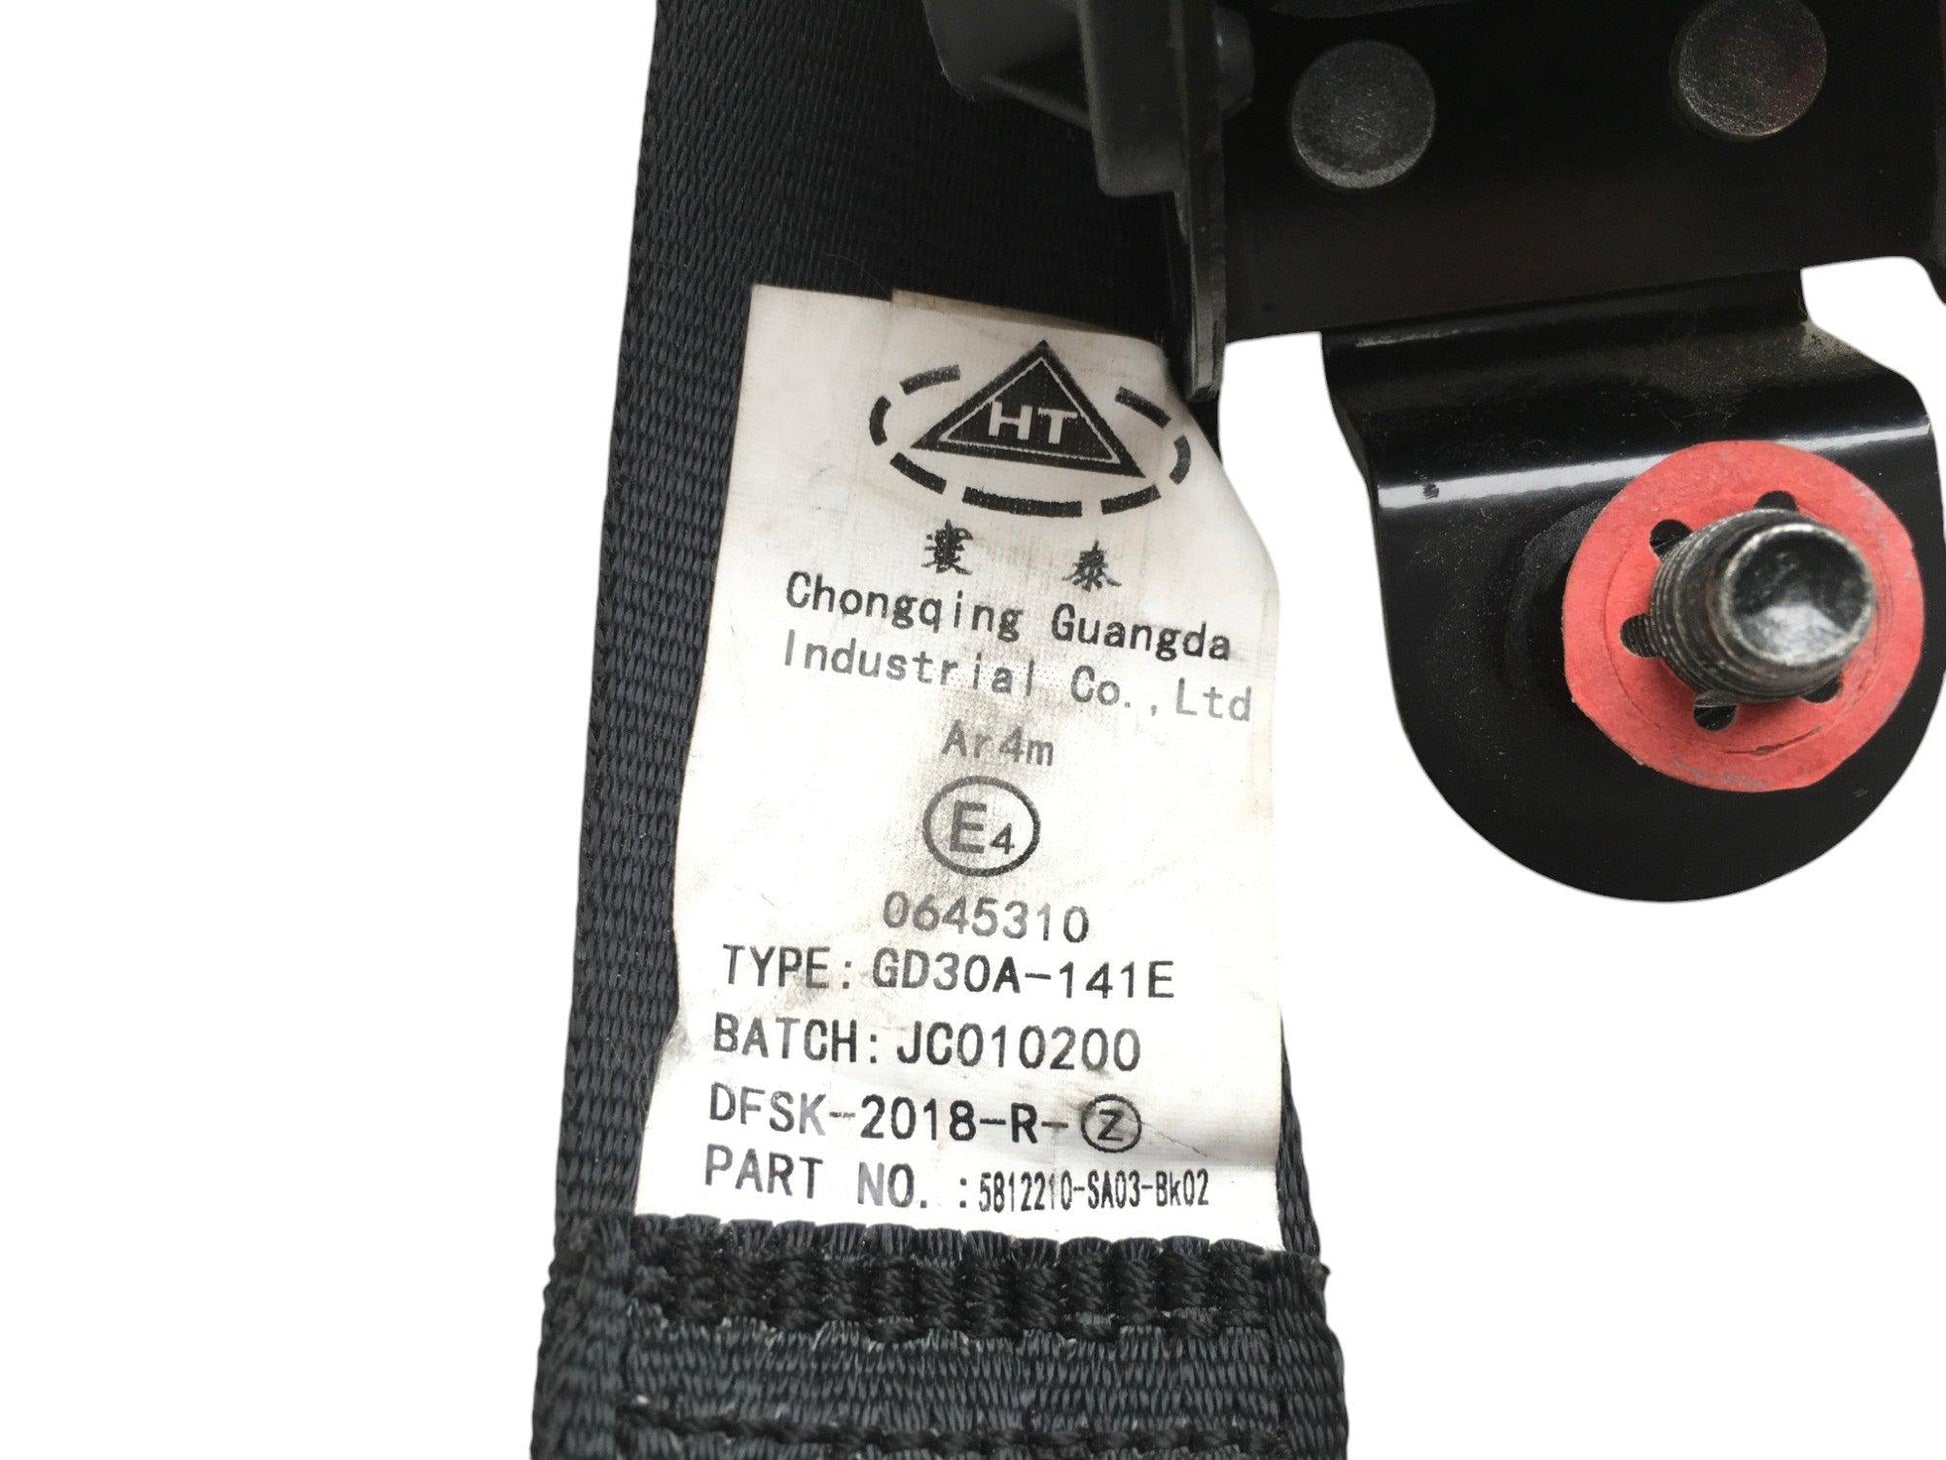 HT
泰
Chongqing Guangda
Industrial Co.,Ltd
Ar4m
E4
0645310
TYPE: GD30A-141E
BATCH: JC010200
DFSK-2018-R-Ⓩ
PART NO. :5812210-SA03-Bk02